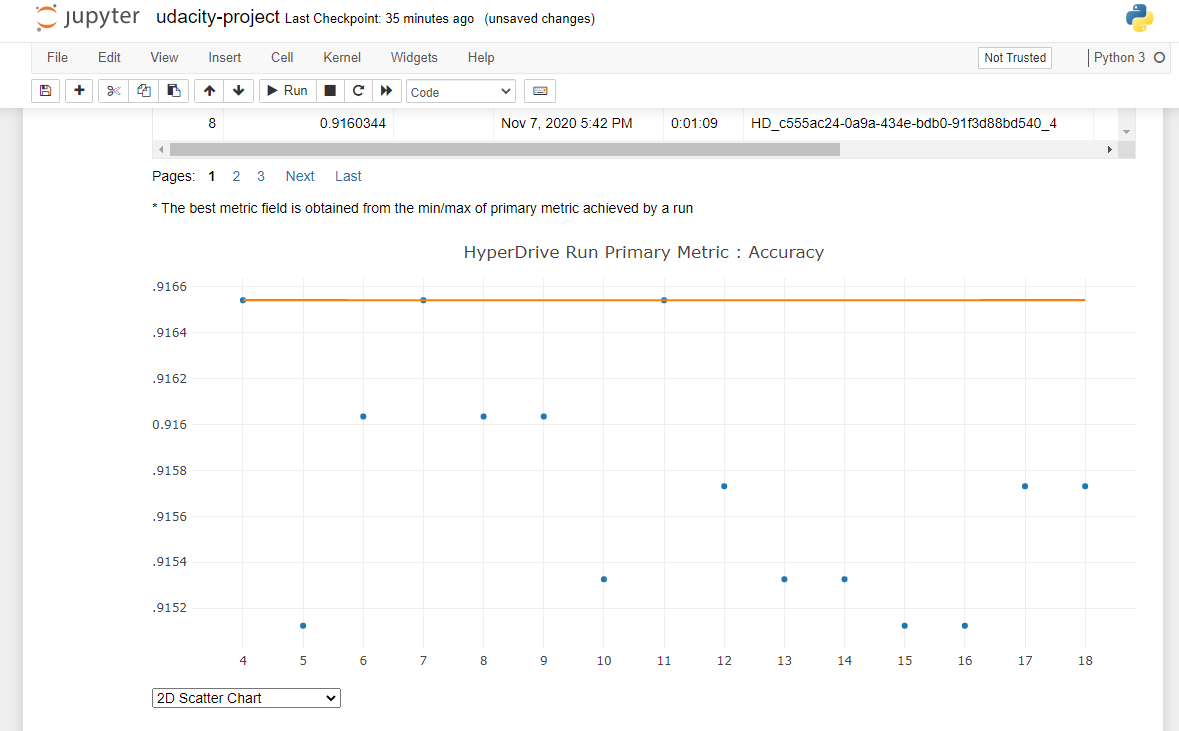 jupyter udacity-project Last Checkpoint: 35 minutes ago (unsaved changes)
File Edit View Insert Cell Kernel Widgets Help Not Trusted Python 3
Run Code
8 0.9160344 Nov 7, 2020 5:42 PM 0:01:09 HD_c555ac24-0a9a-434e-bdb0-91f3d88bd540_4
Pages: 1 2 3 Next Last
* The best metric field is obtained from the min/max of primary metric achieved by a run
HyperDrive Run Primary Metric : Accuracy
.9166
.9164
.9162
0.916
.9158
.9156
.9154
.9152
4 5 6 7 8 9 10 11 12 13 14 15 16 17 18
2D Scatter Chart